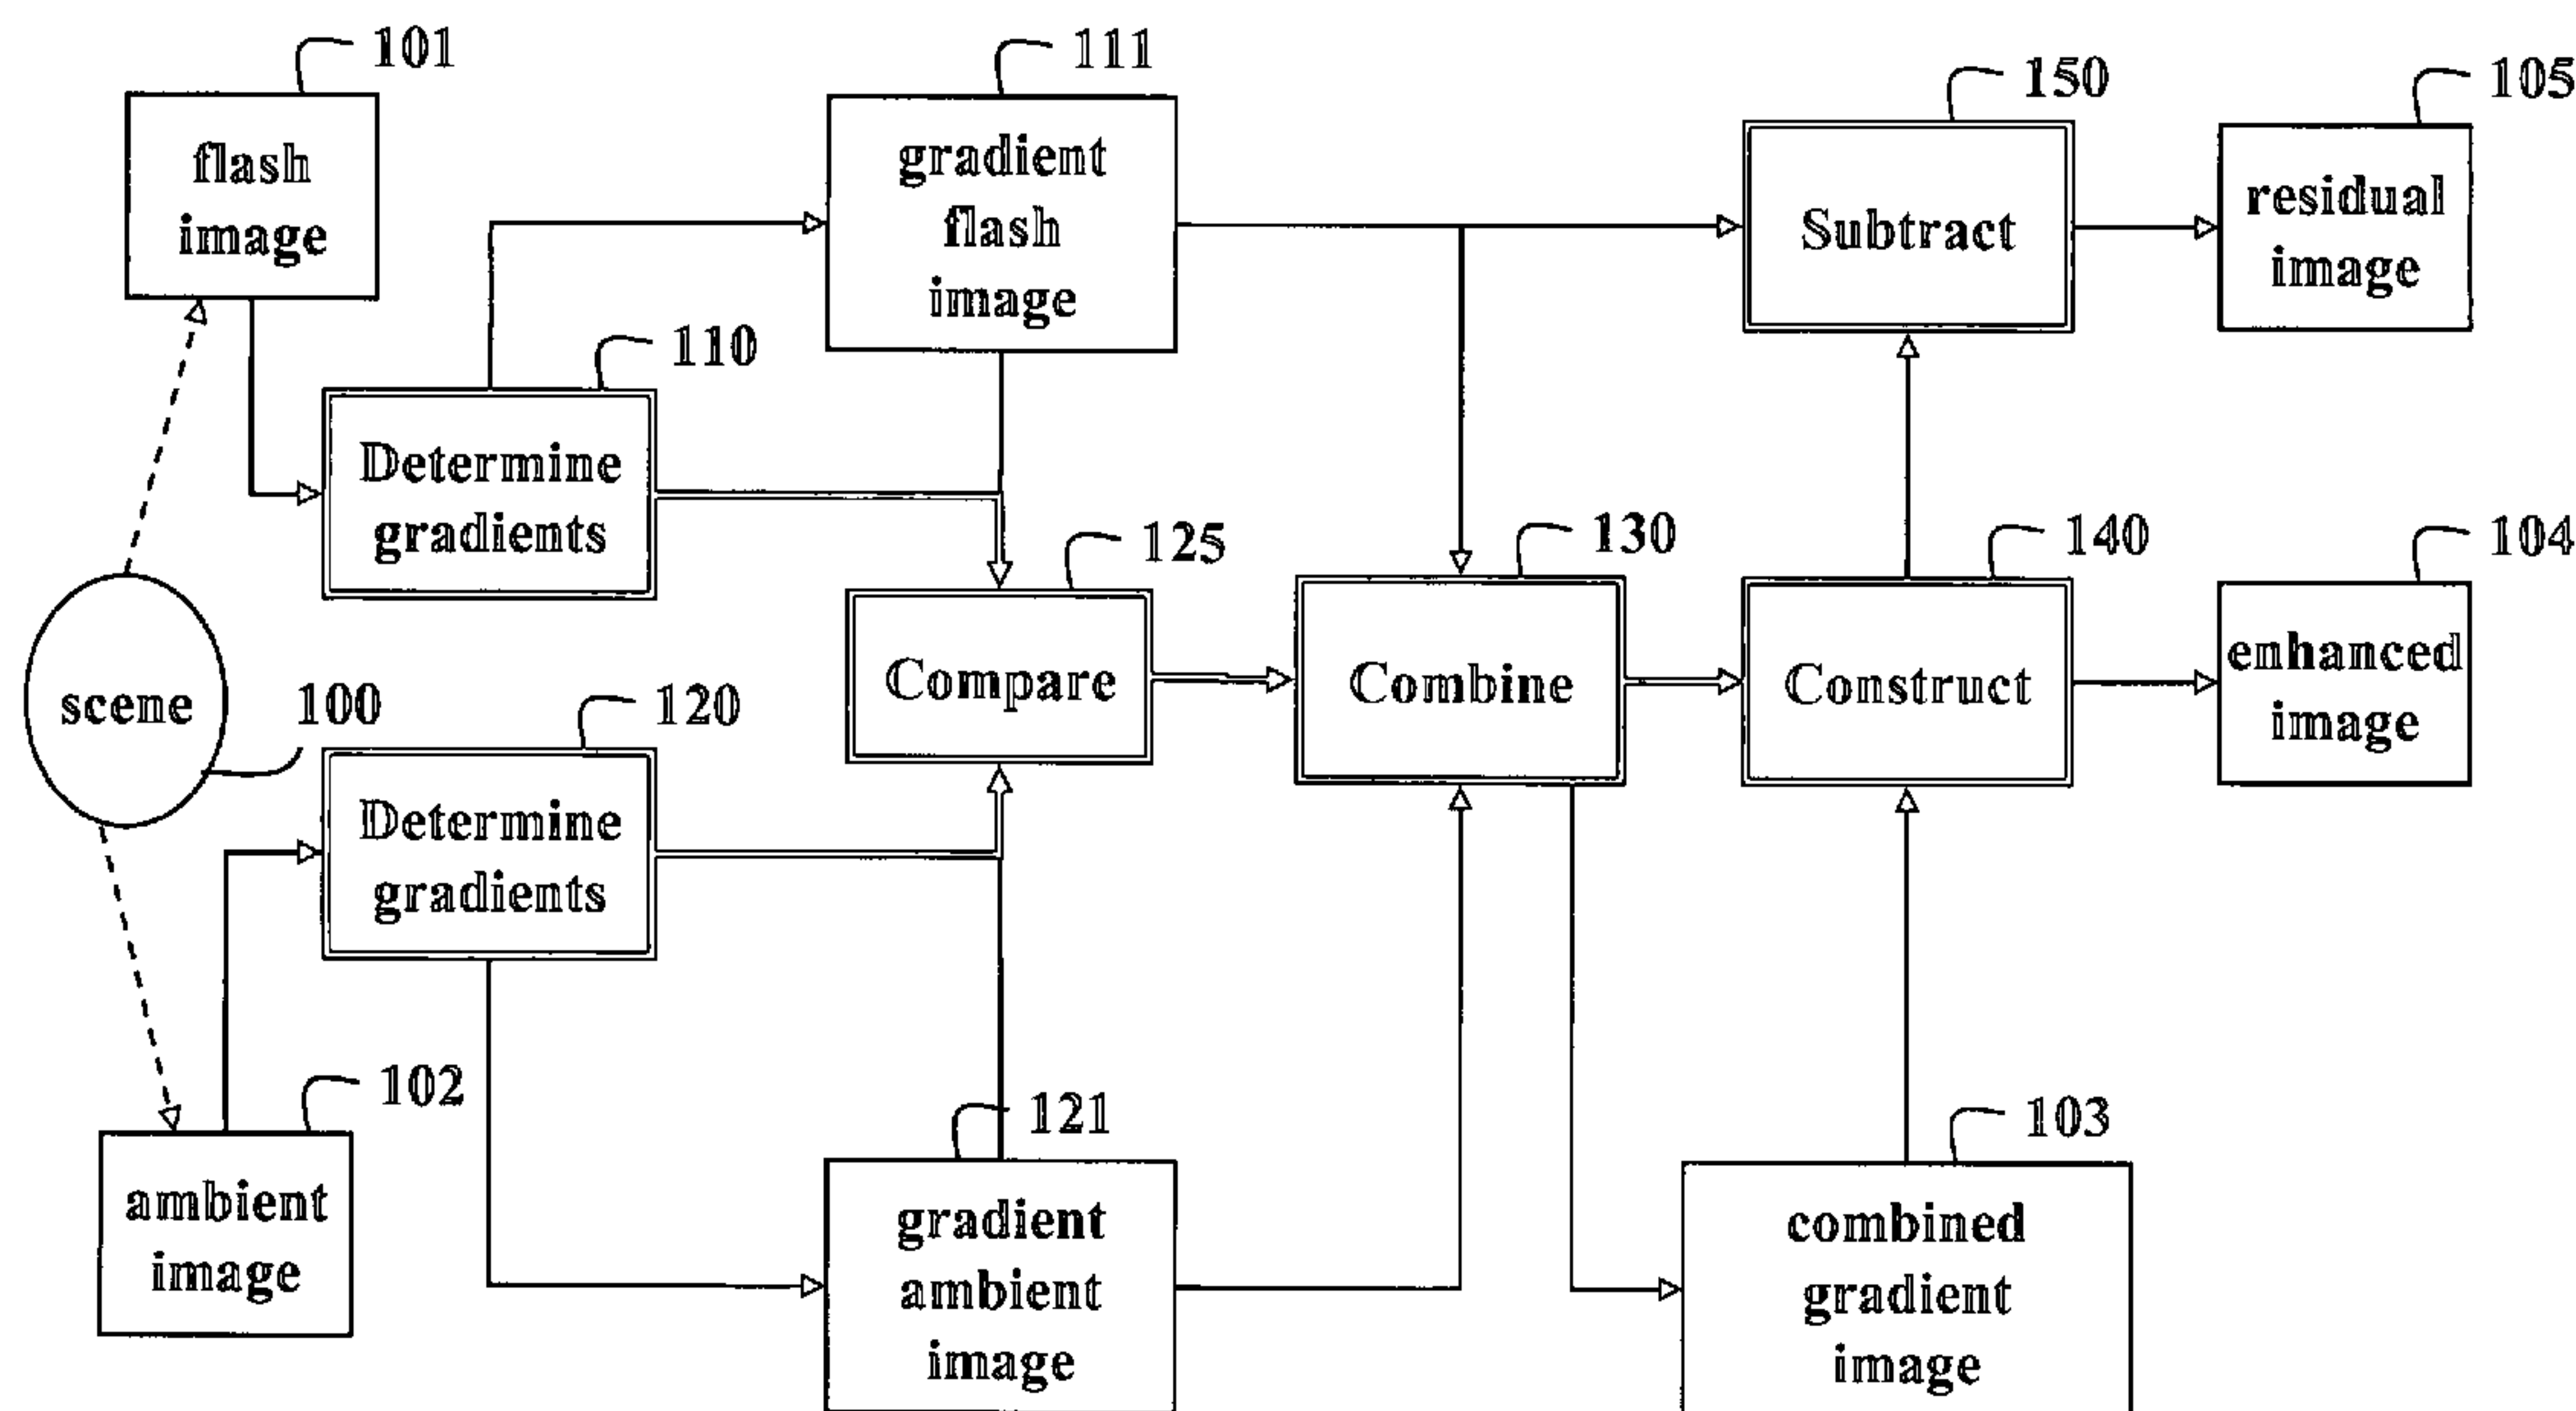 101
flash
image
111
gradient
flash
image
150
Subtract
105
residual
image
110
Determine
gradients
125
Compare
130
Combine
140
Construct
104
enhanced
image
scene
100
120
Determine
gradients
102
ambient
image
121
gradient
ambient
image
103
combined
gradient
image